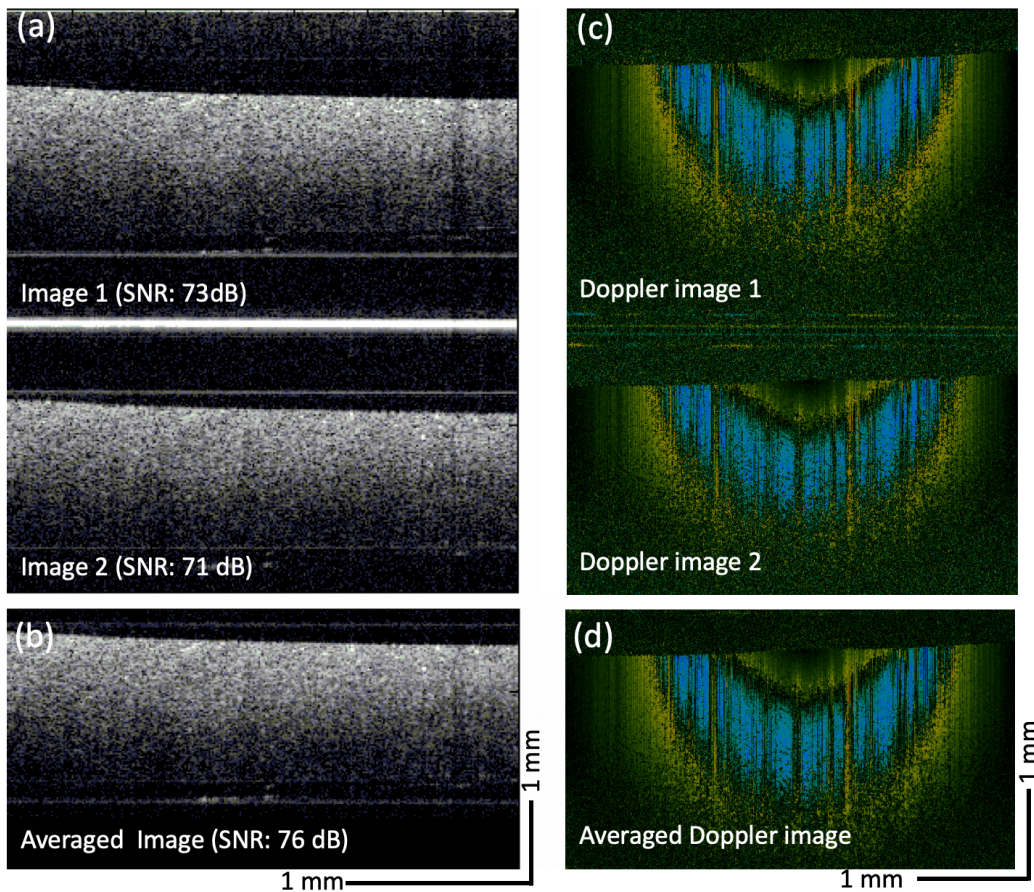 (a)
Image 1 (SNR: 73dB)
Image 2 (SNR: 71 dB)
(b)
Averaged Image (SNR: 76 dB)
1 mm
1 mm
(c)
Doppler image 1
Doppler image 2
(d)
Averaged Doppler image
1 mm
1 mm